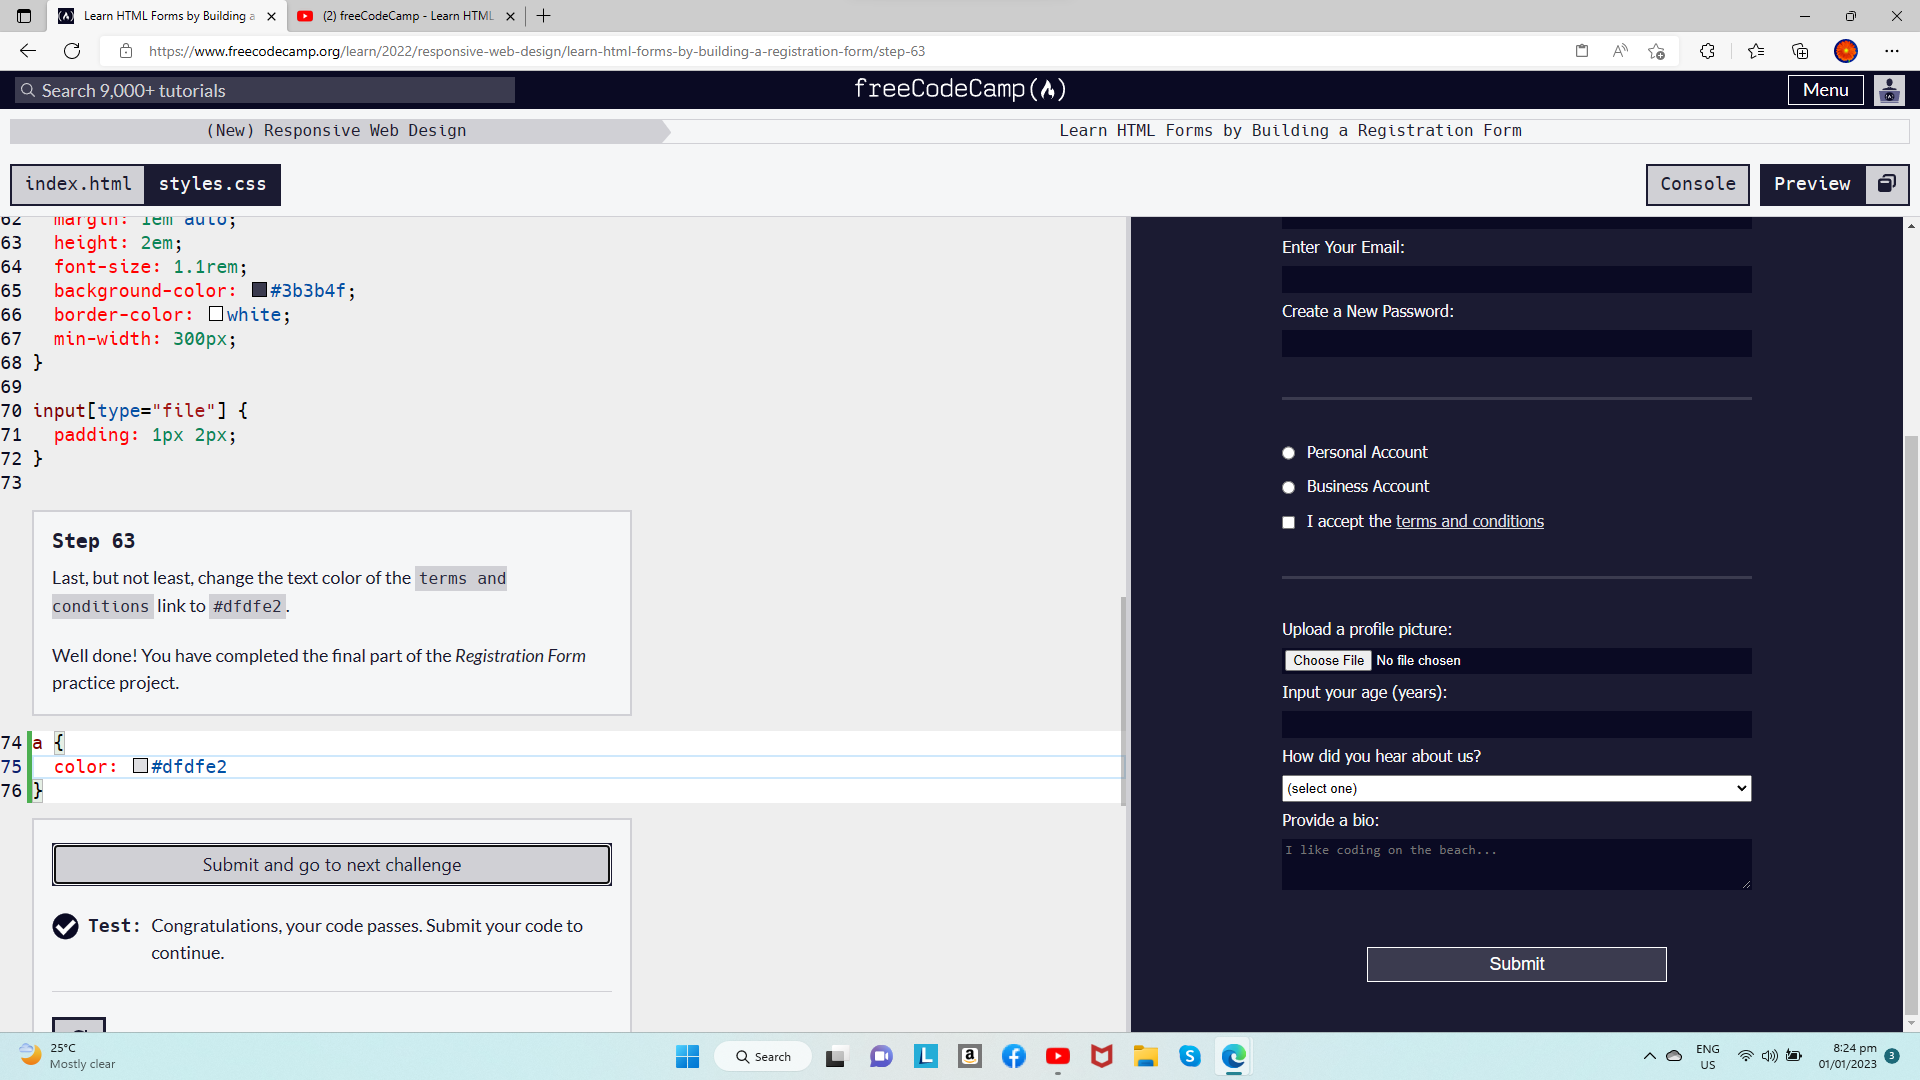 Learn HTML Forms by Building a
(2) freeCodeCamp - Learn HTML
https://www.freecodecamp.org/learn/2022/responsive-web-design/learn-html-forms-by-building-a-registration-form/step-63
Search 9,000+ tutorials
freeCodeCamp
Menu
(New) Responsive Web Design
Learn HTML Forms by Building a Registration Form
index.html
styles.css
Console
Preview
62 margin: 1em auto;
63 height: 2em;
64 font-size: 1.1rem;
65 background-color: #3b3b4f;
66 border-color: white;
67 min-width: 300px;
68 }
69
70 input[type="file"] {
71 padding: 1px 2px;
72 }
73
Step 63
Last, but not least, change the text color of the terms and
conditions link to #dfdfe2.
Well done! You have completed the final part of the Registration Form
practice project.
74 a {
75 color: #dfdfe2
76 }
Submit and go to next challenge
Test: Congratulations, your code passes. Submit your code to
continue.
Enter Your Email:
Create a New Password:
Personal Account
Business Account
I accept the terms and conditions
Upload a profile picture:
Choose File No file chosen
Input your age (years):
How did you hear about us?
(select one)
Provide a bio:
I like coding on the beach...
Submit
25°C
Mostly clear
Search
ENG
US
8:24 pm
01/01/2023
3